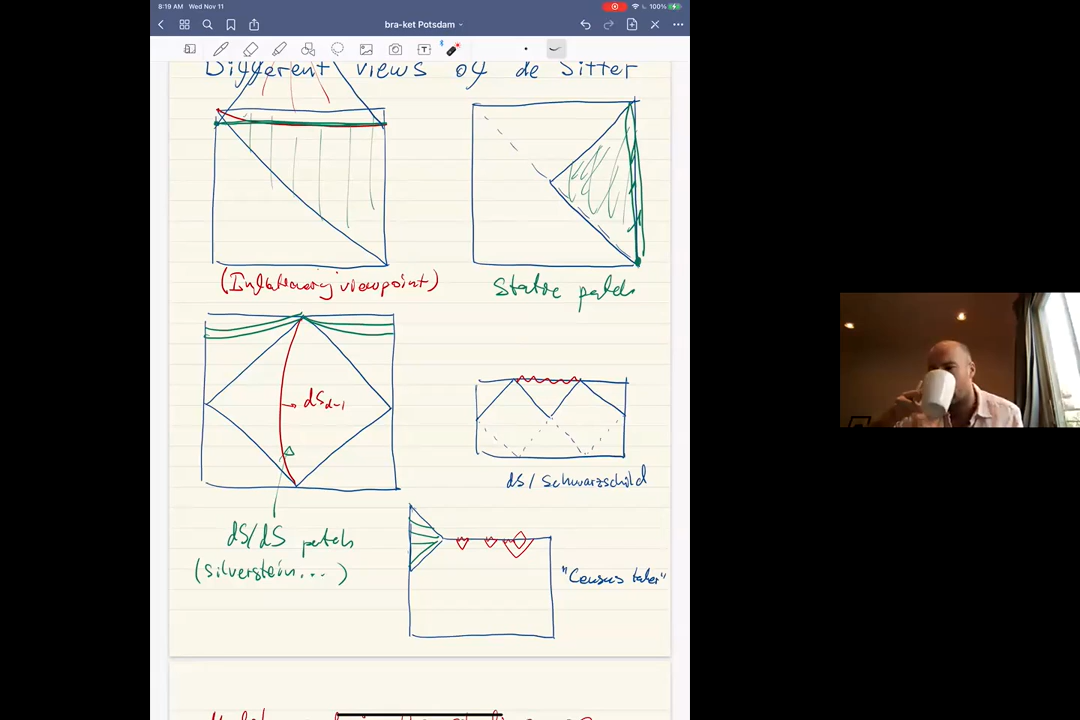 8:19 AM Wed Nov 11
100%
bra-ket Potsdam
T
Different views of de Sitter
(Inflationary viewpoint)
Static patch
dS_{d-1}
dS / Schwarzschild
dS/dS patch
(Silverstein...)
"Census taker"